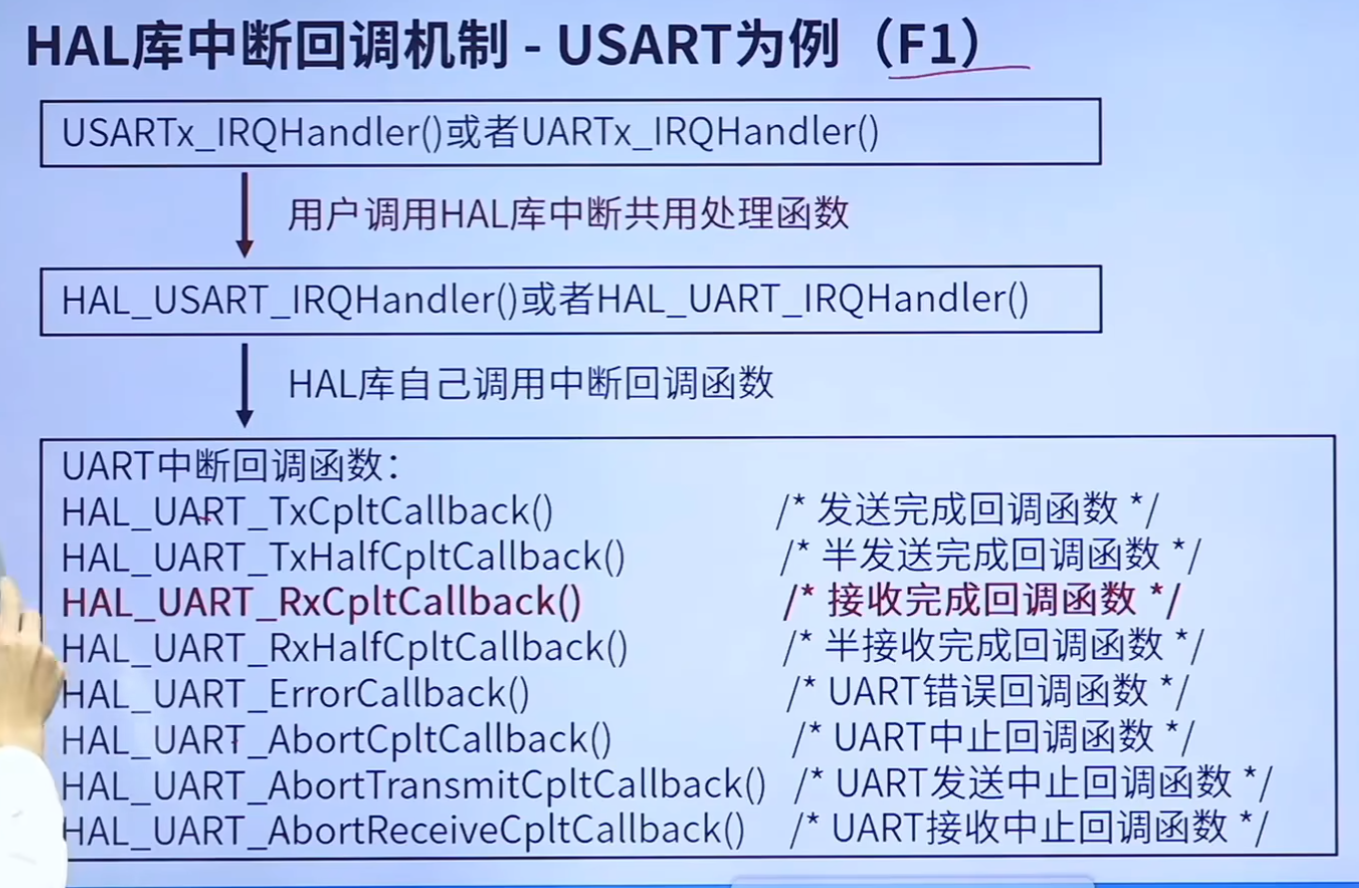 HAL库中断回调机制 - USART为例（F1）
USARTx_IRQHandler()或者UARTx_IRQHandler()
用户调用HAL库中断共用处理函数
HAL_USART_IRQHandler()或者HAL_UART_IRQHandler()
HAL库自己调用中断回调函数
UART中断回调函数：
HAL_UART_TxCpltCallback() /* 发送完成回调函数 */
HAL_UART_TxHalfCpltCallback() /* 半发送完成回调函数 */
HAL_UART_RxCpltCallback() /* 接收完成回调函数 */
HAL_UART_RxHalfCpltCallback() /* 半接收完成回调函数 */
HAL_UART_ErrorCallback() /* UART错误回调函数 */
HAL_UART_AbortCpltCallback() /* UART中止回调函数 */
HAL_UART_AbortTransmitCpltCallback() /* UART发送中止回调函数 */
HAL_UART_AbortReceiveCpltCallback() /* UART接收中止回调函数 */